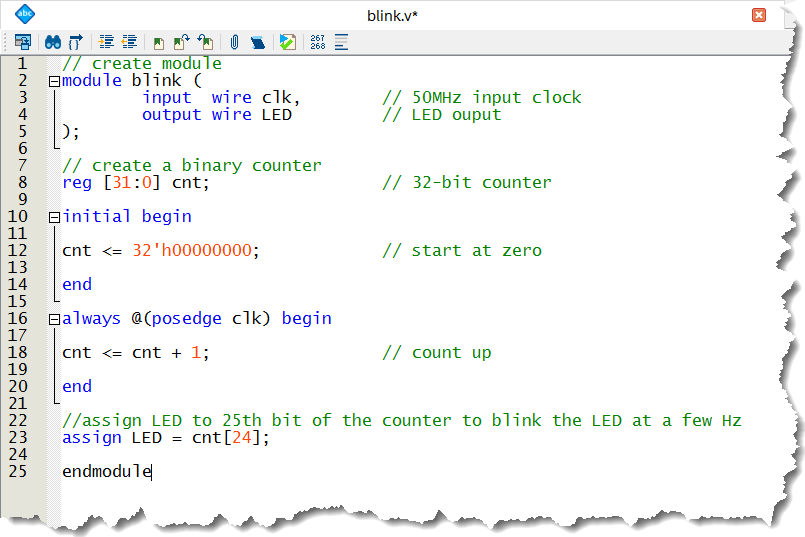 abc
blink.v*
267
268
1 // create module
2 module blink (
3 input wire clk, // 50MHz input clock
4 output wire LED // LED ouput
5 );
6
7 // create a binary counter
8 reg [31:0] cnt; // 32-bit counter
9
10 initial begin
11
12 cnt <= 32'h00000000; // start at zero
13
14 end
15
16 always @(posedge clk) begin
17
18 cnt <= cnt + 1; // count up
19
20 end
21
22 //assign LED to 25th bit of the counter to blink the LED at a few Hz
23 assign LED = cnt[24];
24
25 endmodule